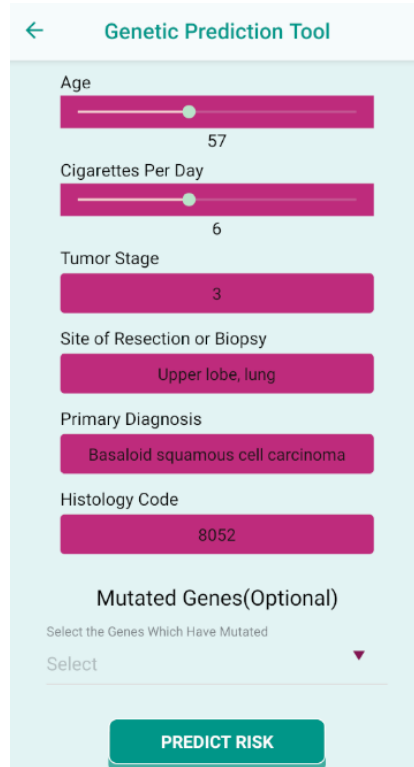 Genetic Prediction Tool
Age
57
Cigarettes Per Day
6
Tumor Stage
3
Site of Resection or Biopsy
Upper lobe, lung
Primary Diagnosis
Basaloid squamous cell carcinoma
Histology Code
8052
Mutated Genes(Optional)
Select the Genes Which Have Mutated
Select
PREDICT RISK